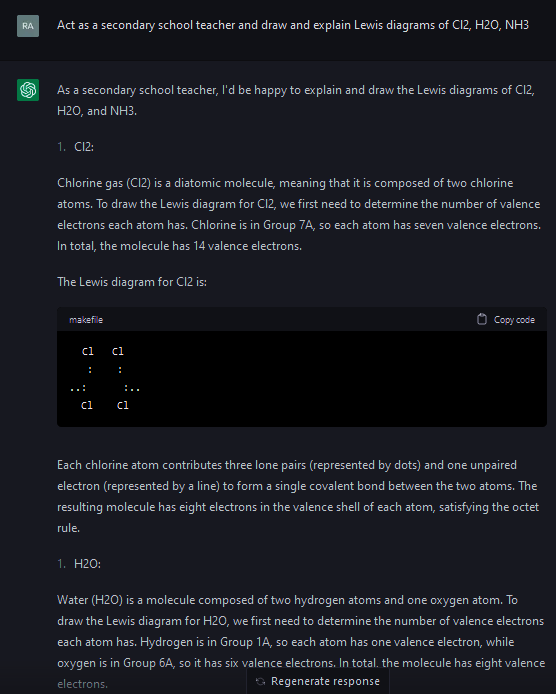 RA
Act as a secondary school teacher and draw and explain Lewis diagrams of Cl2, H2O, NH3
As a secondary school teacher, I'd be happy to explain and draw the Lewis diagrams of Cl2,
H2O, and NH3.
1. Cl2:
Chlorine gas (Cl2) is a diatomic molecule, meaning that it is composed of two chlorine
atoms. To draw the Lewis diagram for Cl2, we first need to determine the number of valence
electrons each atom has. Chlorine is in Group 7A, so each atom has seven valence electrons.
In total, the molecule has 14 valence electrons.
The Lewis diagram for Cl2 is:
makefile
Copy code
Cl   Cl
:    :
..:      :..
Cl    Cl
Each chlorine atom contributes three lone pairs (represented by dots) and one unpaired
electron (represented by a line) to form a single covalent bond between the two atoms. The
resulting molecule has eight electrons in the valence shell of each atom, satisfying the octet
rule.
1. H2O:
Water (H2O) is a molecule composed of two hydrogen atoms and one oxygen atom. To
draw the Lewis diagram for H2O, we first need to determine the number of valence electrons
each atom has. Hydrogen is in Group 1A, so each atom has one valence electron, while
oxygen is in Group 6A, so it has six valence electrons. In total, the molecule has eight valence
electrons.
Regenerate response